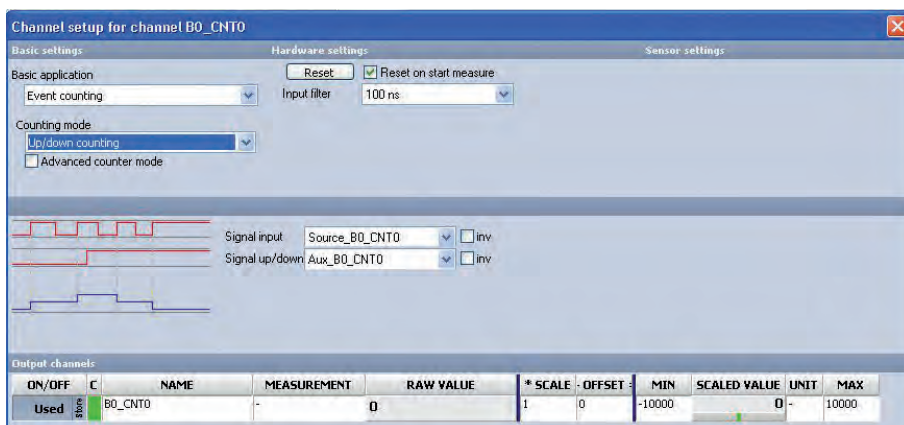 Channel setup for channel B0_CNT0
Basic settings Hardware settings Sensor settings
Basic application Reset Reset on start measure
Event counting Input filter 100 ns
Counting mode
Up/down counting
Advanced counter mode
Signal input Source_B0_CNT0 inv
Signal up/down Aux_B0_CNT0 inv
Output channels
ON/OFF C NAME MEASUREMENT RAW VALUE * SCALE - OFFSET = MIN SCALED VALUE UNIT MAX
Used Store B0_CNT0 - 0 1 0 -10000 0 - 10000